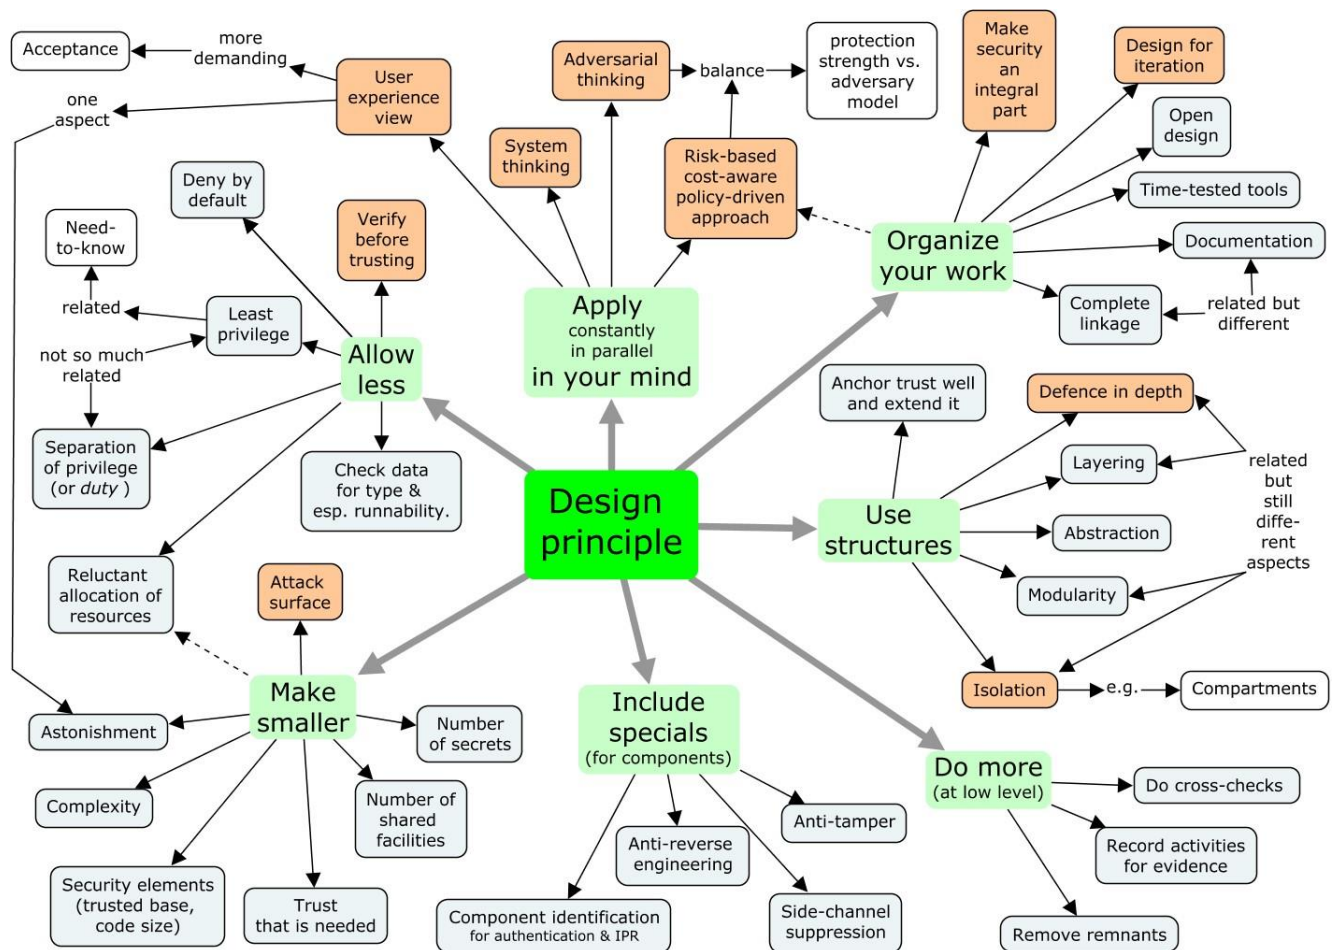 Acceptance
more
demanding
one
aspect
User
experience
view
Adversarial
thinking
balance
protection
strength vs.
adversary
model
Make
security
an
integral
part
Design for
iteration
Open
design
System
thinking
Risk-based
cost-aware
policy-driven
approach
Time-tested tools
Deny by
default
Verify
before
trusting
Need-
to-know
related
Least
privilege
not so much
related
Allow
less
Apply
constantly
in parallel
in your mind
Organize
your work
Documentation
Complete
linkage
related but
different
Separation
of privilege
(or duty )
Check data
for type &
esp. runnability.
Anchor trust well
and extend it
Defence in depth
Layering
Abstraction
Modularity
related
but
still
diffe-
rent
aspects
Design
principle
Use
structures
Reluctant
allocation of
resources
Attack
surface
Isolation
e.g.
Compartments
Make
smaller
Astonishment
Number
of secrets
Complexity
Number of
shared
facilities
Security elements
(trusted base,
code size)
Trust
that is needed
Include
specials
(for components)
Anti-tamper
Anti-reverse
engineering
Component identification
for authentication & IPR
Side-channel
suppression
Do more
(at low level)
Do cross-checks
Record activities
for evidence
Remove remnants